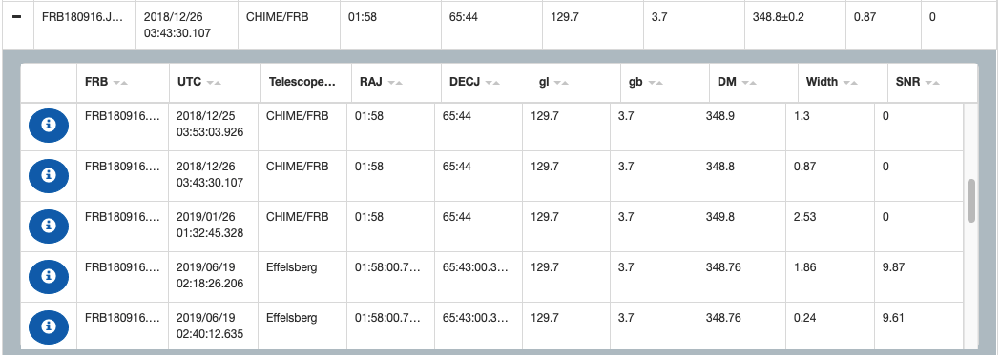 − FRB180916.J… 2018/12/26 03:43:30.107 CHIME/FRB 01:58 65:44 129.7 3.7 348.8±0.2 0.87 0
FRB UTC Telescope… RAJ DECJ gl gb DM Width SNR
FRB180916.… 2018/12/25 03:53:03.926 CHIME/FRB 01:58 65:44 129.7 3.7 348.9 1.3 0
FRB180916.… 2018/12/26 03:43:30.107 CHIME/FRB 01:58 65:44 129.7 3.7 348.8 0.87 0
FRB180916.… 2019/01/26 01:32:45.328 CHIME/FRB 01:58 65:44 129.7 3.7 349.8 2.53 0
FRB180916.… 2019/06/19 02:18:26.206 Effelsberg 01:58:00.7… 65:43:00.3… 129.7 3.7 348.76 1.86 9.87
FRB180916.… 2019/06/19 02:40:12.635 Effelsberg 01:58:00.7… 65:43:00.3… 129.7 3.7 348.76 0.24 9.61